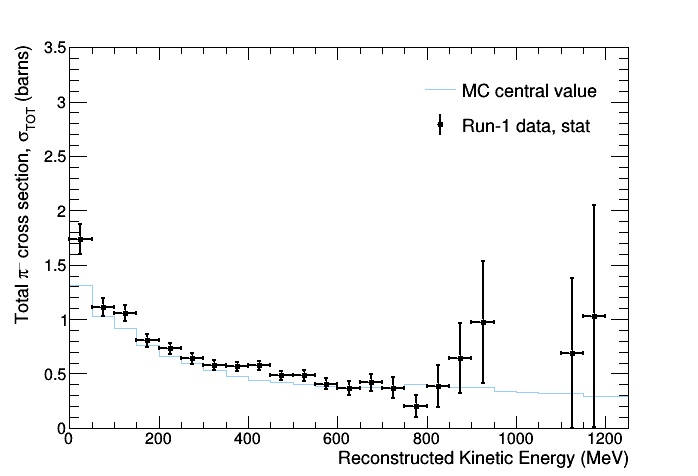 Total π⁻ cross section, σTOT (barns)
3.5
3
2.5
2
1.5
1
0.5
0
MC central value
Run-1 data, stat
0 200 400 600 800 1000 1200
Reconstructed Kinetic Energy (MeV)